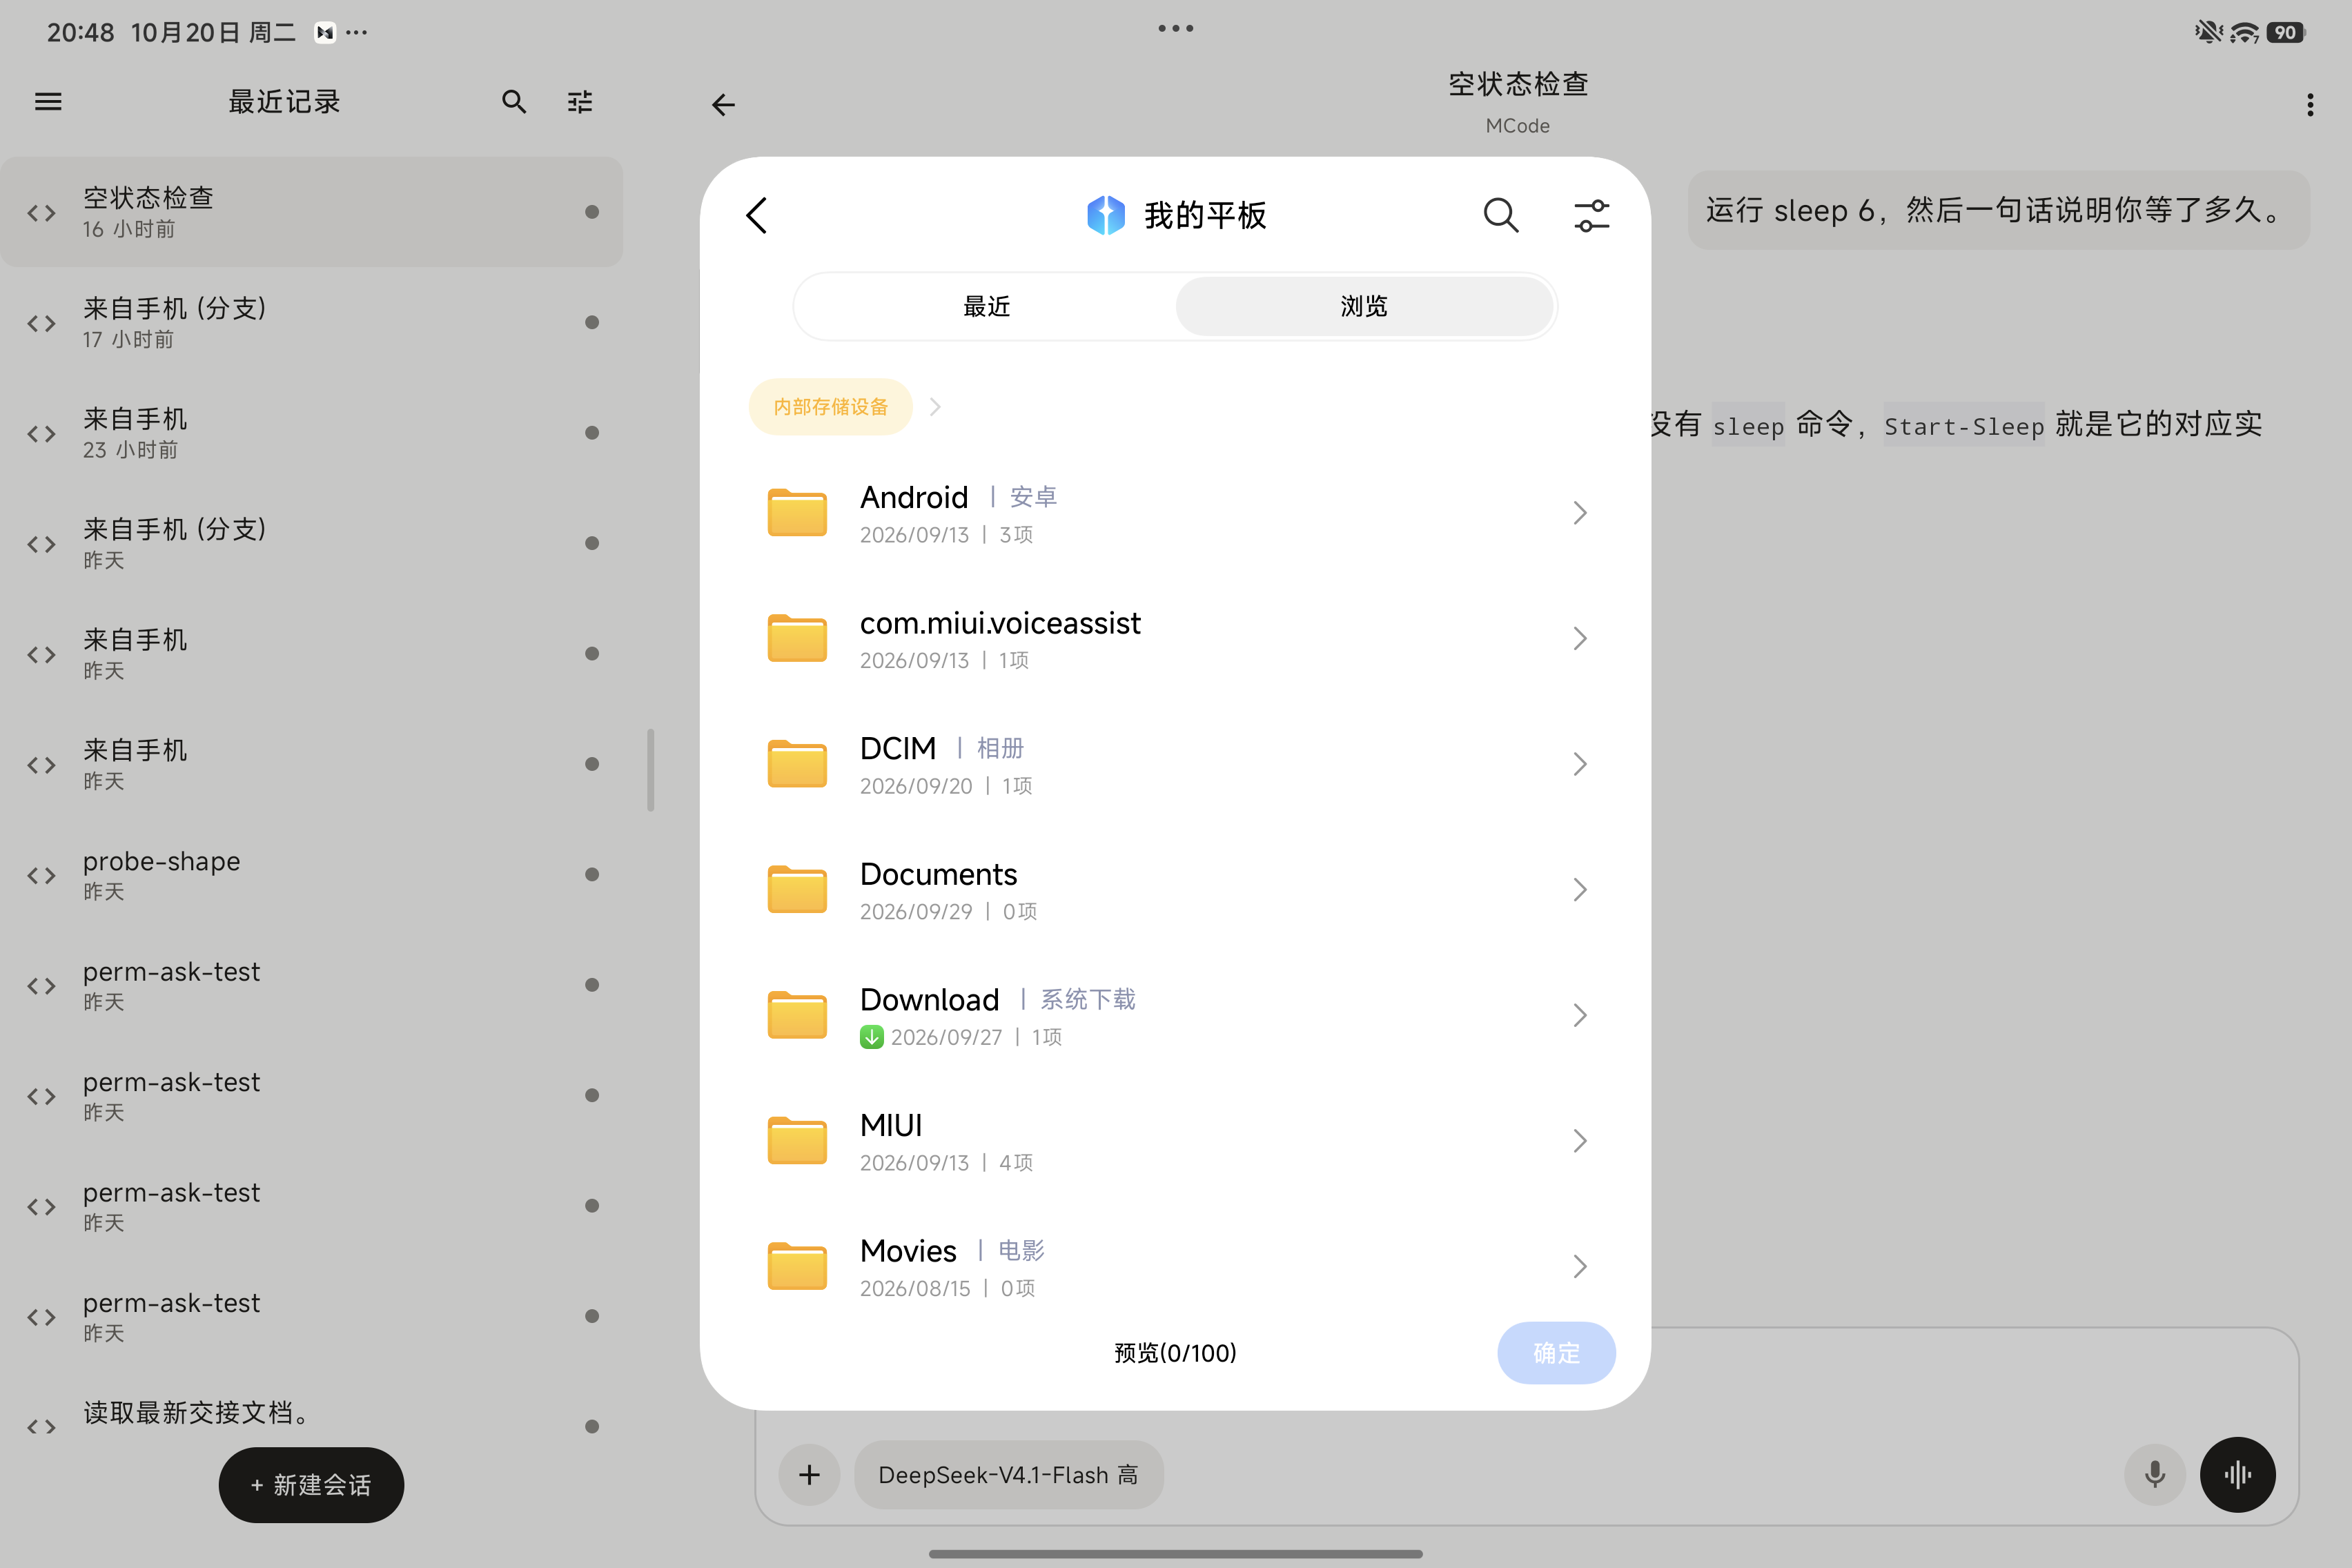 20:48 10月20日 周二
90
最近记录
空状态检查
16 小时前
来自手机 (分支)
17 小时前
来自手机
23 小时前
来自手机 (分支)
昨天
来自手机
昨天
来自手机
昨天
probe-shape
昨天
perm-ask-test
昨天
perm-ask-test
昨天
perm-ask-test
昨天
perm-ask-test
昨天
读取最新交接文档。
+ 新建会话
空状态检查
MCode
运行 sleep 6，然后一句话说明你等了多久。
没有 sleep 命令，Start-Sleep 就是它的对应实
我的平板
最近
浏览
内部存储设备
Android | 安卓
2026/09/13 | 3项
com.miui.voiceassist
2026/09/13 | 1项
DCIM | 相册
2026/09/20 | 1项
Documents
2026/09/29 | 0项
Download | 系统下载
2026/09/27 | 1项
MIUI
2026/09/13 | 4项
Movies | 电影
2026/08/15 | 0项
预览(0/100)
确定
DeepSeek-V4.1-Flash 高